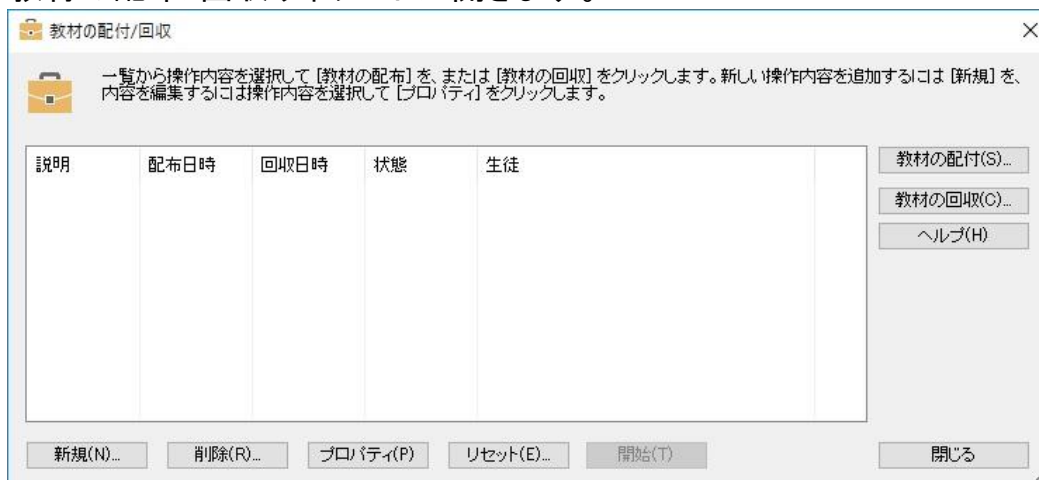 教材の配付/回収
一覧から操作内容を選択して [教材の配布] を、または [教材の回収] をクリックします。新しい操作内容を追加するには [新規] を、
内容を編集するには操作内容を選択して [プロパティ] をクリックします。
説明 配布日時 回収日時 状態 生徒
教材の配付(S)...
教材の回収(C)...
ヘルプ(H)
新規(N)... 削除(R)... プロパティ(P) リセット(E)... 開始(T) 閉じる